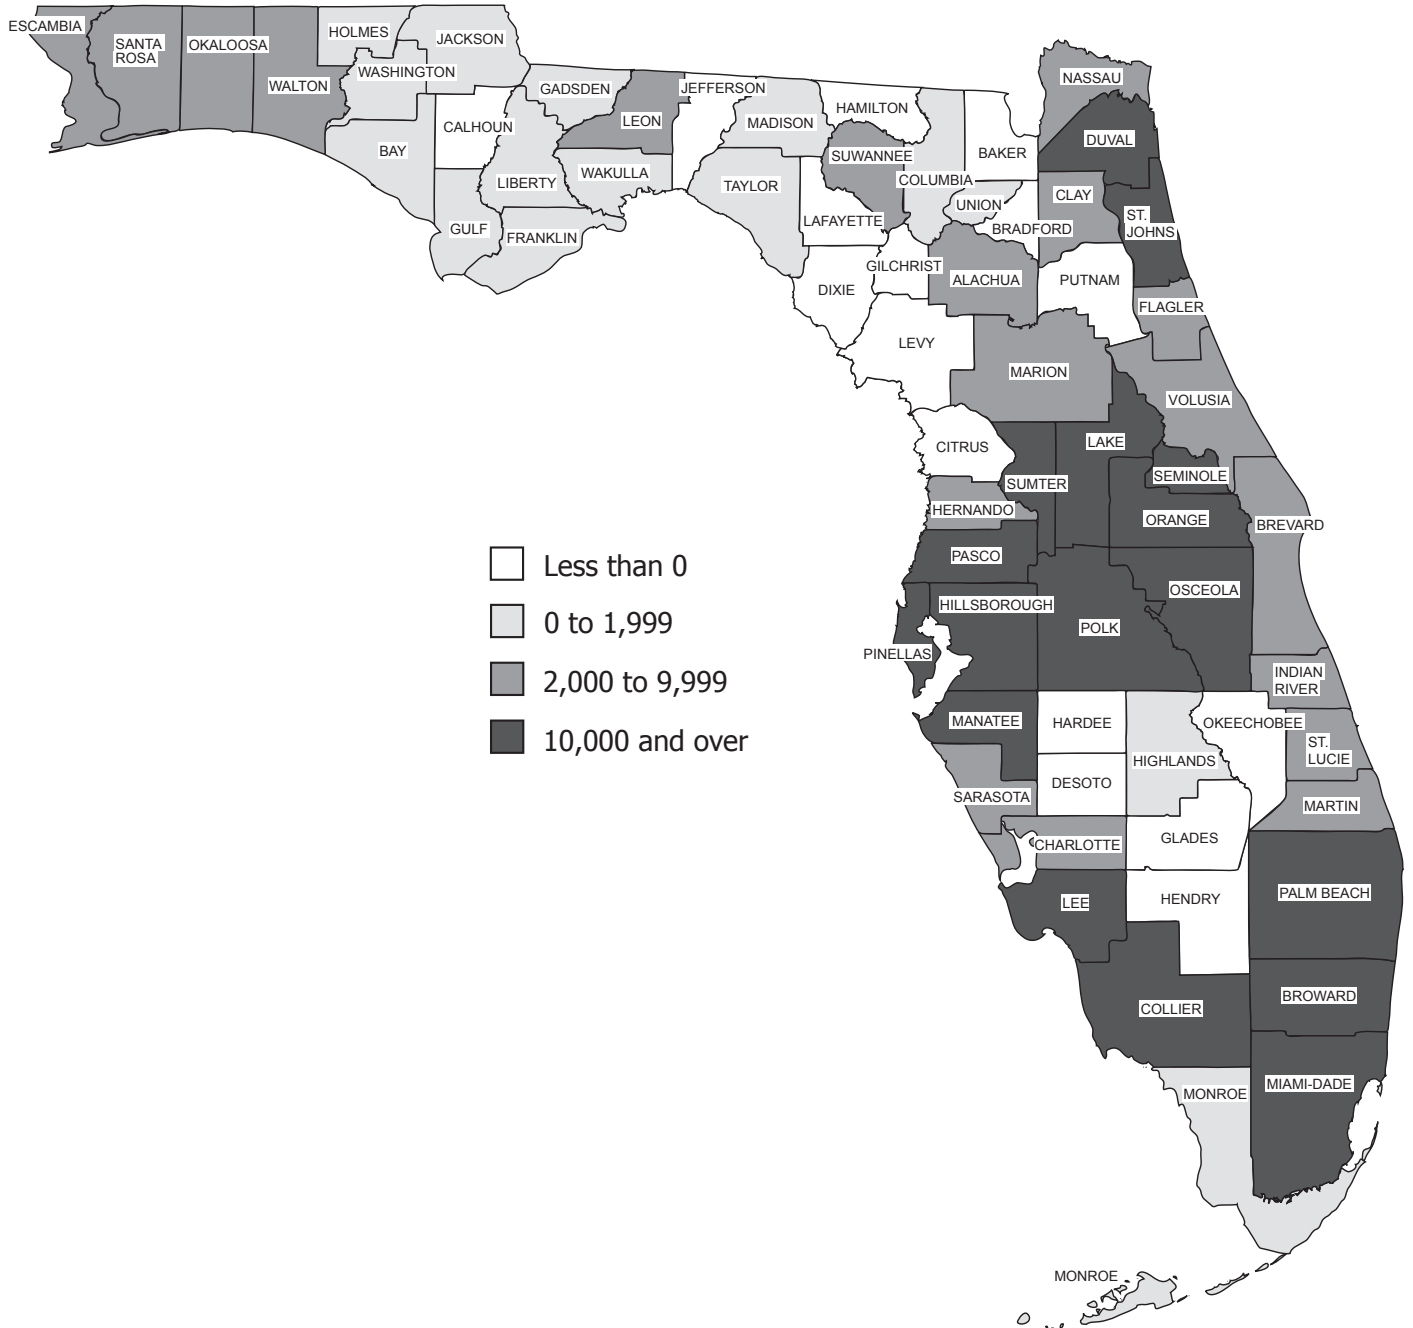 ESCAMBIA
SANTA
ROSA
OKALOOSA
WALTON
HOLMES
JACKSON
WASHINGTON
BAY
CALHOUN
GULF
GADSDEN
LIBERTY
FRANKLIN
LEON
WAKULLA
JEFFERSON
MADISON
TAYLOR
HAMILTON
SUWANNEE
LAFAYETTE
DIXIE
COLUMBIA
BAKER
UNION
BRADFORD
GILCHRIST
ALACHUA
LEVY
NASSAU
DUVAL
CLAY
ST.
JOHNS
PUTNAM
FLAGLER
MARION
VOLUSIA
CITRUS
LAKE
SUMTER
SEMINOLE
HERNANDO
ORANGE
BREVARD
PASCO
OSCEOLA
HILLSBOROUGH
POLK
PINELLAS
INDIAN
RIVER
MANATEE
HARDEE
OKEECHOBEE
HIGHLANDS
ST.
LUCIE
SARASOTA
DESOTO
MARTIN
CHARLOTTE
GLADES
LEE
HENDRY
PALM BEACH
COLLIER
BROWARD
MONROE
MIAMI-DADE
MONROE
Less than 0
0 to 1,999
2,000 to 9,999
10,000 and over